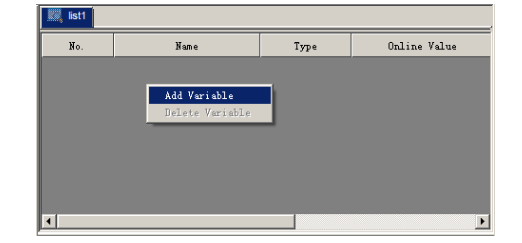 list1
No. Name Type Online Value
Add Variable
Delete Variable